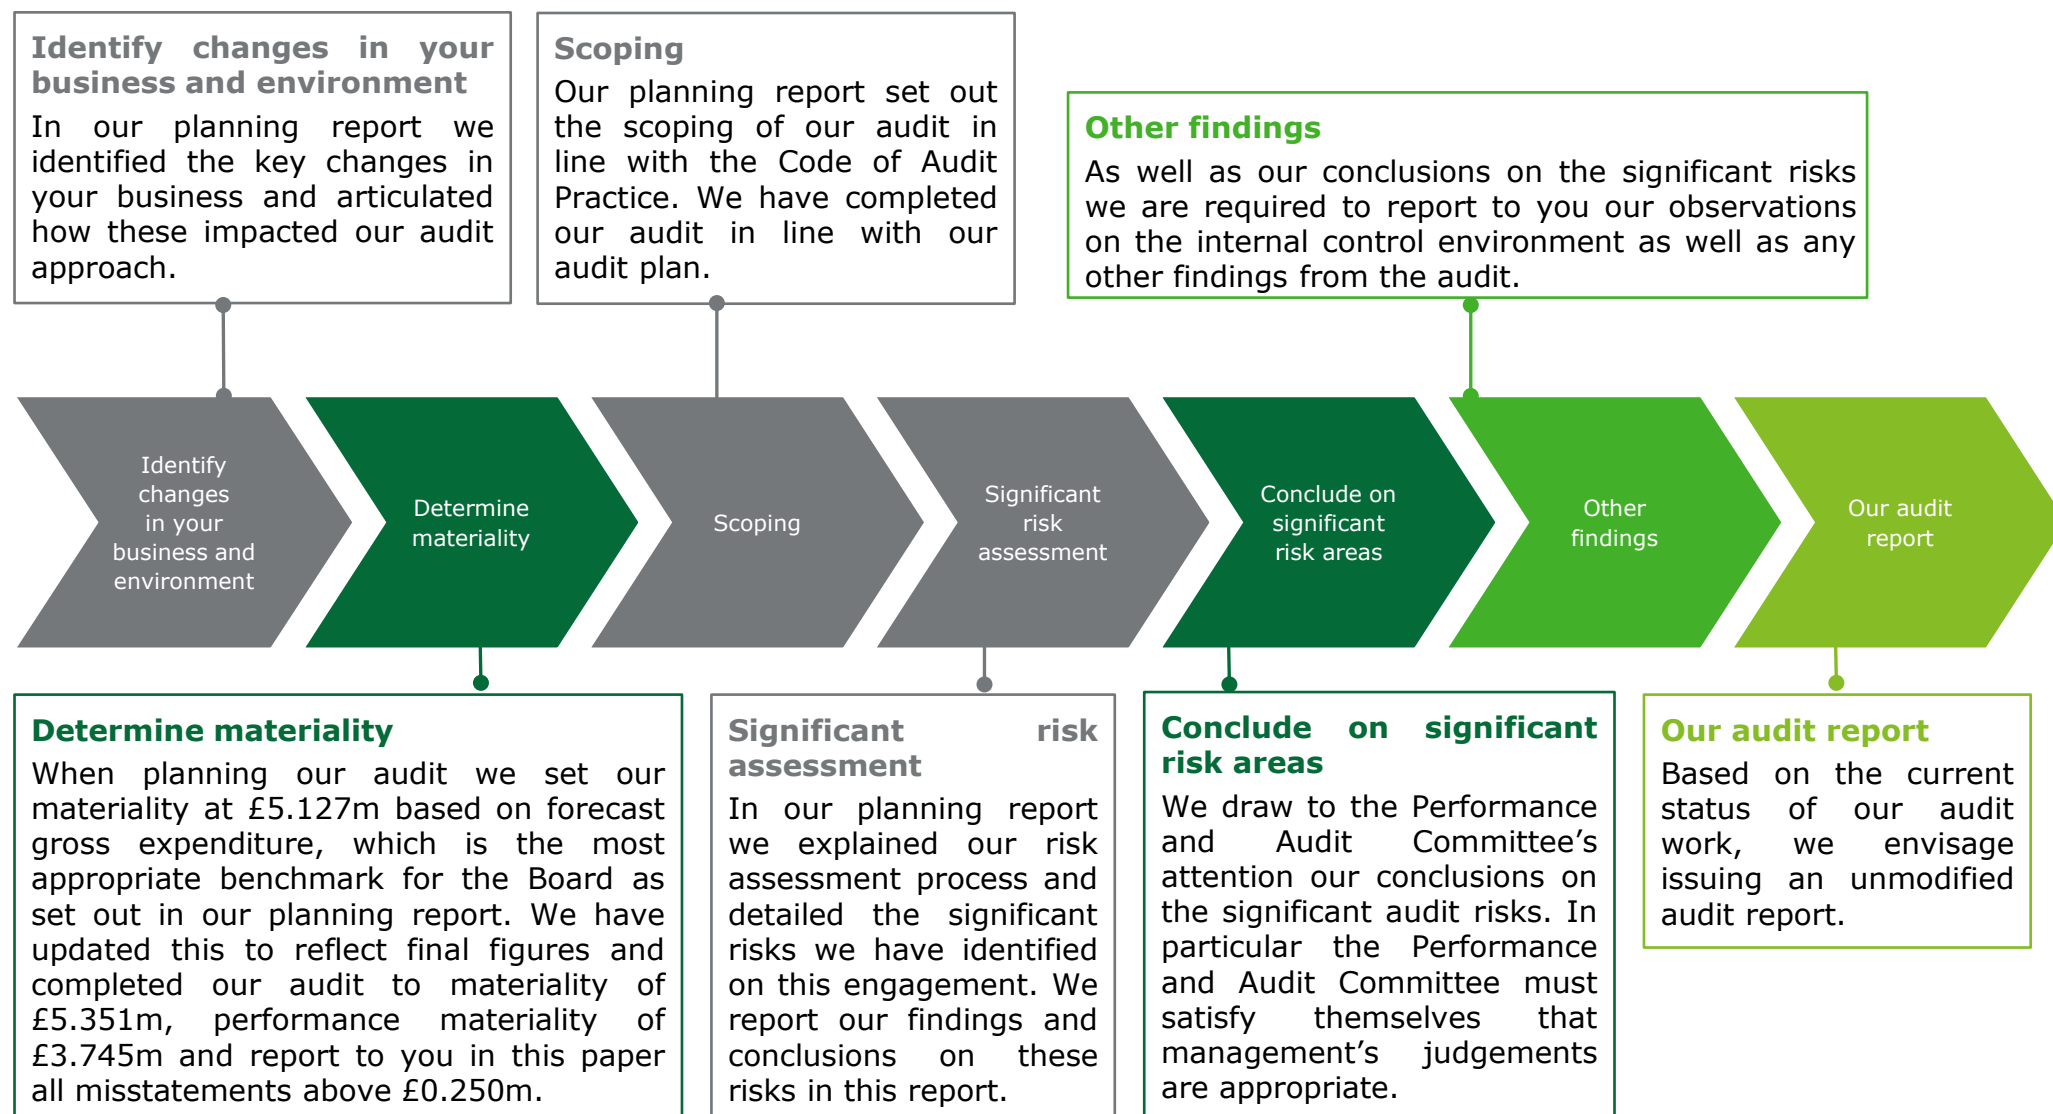 Identify changes in your
business and environment
In our planning report we
identified the key changes in
your business and articulated
how these impacted our audit
approach.
Scoping
Our planning report set out
the scoping of our audit in
line with the Code of Audit
Practice. We have completed
our audit in line with our
audit plan.
Other findings
As well as our conclusions on the significant risks
we are required to report to you our observations
on the internal control environment as well as any
other findings from the audit.
Identify
changes
in your
business and
environment
Determine
materiality
Scoping
Significant
risk
assessment
Conclude on
significant
risk areas
Other
findings
Our audit
report
Determine materiality
When planning our audit we set our
materiality at £5.127m based on forecast
gross expenditure, which is the most
appropriate benchmark for the Board as
set out in our planning report. We have
updated this to reflect final figures and
completed our audit to materiality of
£5.351m, performance materiality of
£3.745m and report to you in this paper
all misstatements above £0.250m.
Significant risk
assessment
In our planning report
we explained our risk
assessment process and
detailed the significant
risks we have identified
on this engagement. We
report our findings and
conclusions on these
risks in this report.
Conclude on significant
risk areas
We draw to the Performance
and Audit Committee’s
attention our conclusions on
the significant audit risks. In
particular the Performance
and Audit Committee must
satisfy themselves that
management’s judgements
are appropriate.
Our audit report
Based on the current
status of our audit
work, we envisage
issuing an unmodified
audit report.